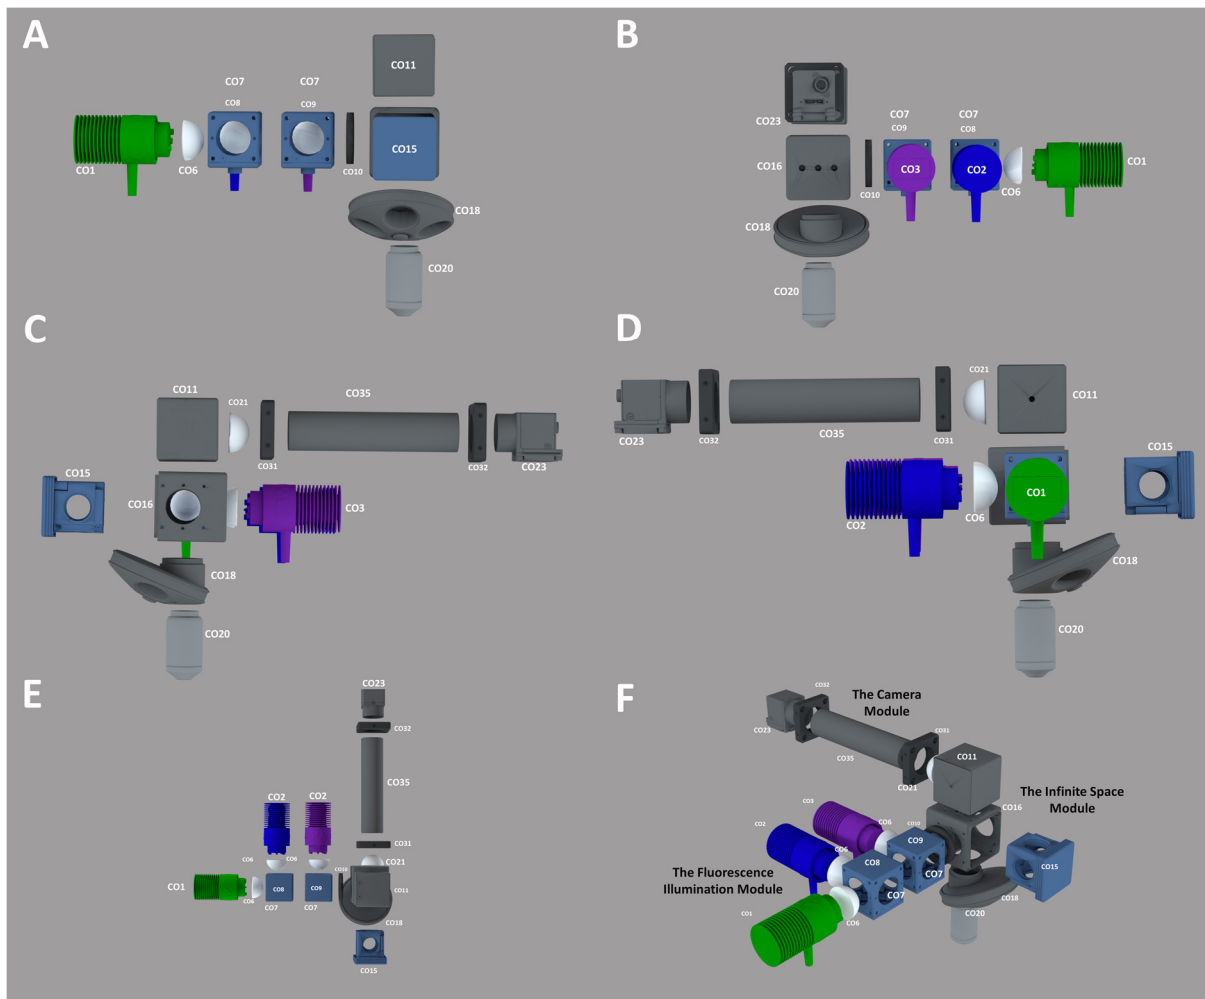 A
CO11
CO7
CO7
CO8
CO9
CO15
CO1
CO6
CO10
CO18
CO20
B
CO23
CO7
CO7
CO9
CO8
CO16
CO3
CO2
CO1
CO10
CO6
CO18
CO20
C
CO11
CO21
CO35
CO31
CO32
CO23
CO15
CO16
CO3
CO18
CO20
D
CO21
CO11
CO35
CO23
CO32
CO31
CO15
CO1
CO2
CO6
CO18
CO20
E
CO23
CO32
CO35
CO2
CO2
CO31
CO6
CO6
CO21
CO10
CO1
CO8
CO9
CO11
CO6
CO7
CO7
CO18
CO15
F
CO32
The Camera
Module
CO23
CO31
CO35
CO11
CO21
The Infinite Space
Module
CO3
CO16
CO2
CO6
CO10
CO9
CO6
CO8
CO15
The Fluorescence
Illumination Module
CO7
CO7
CO18
CO20
CO1
CO6